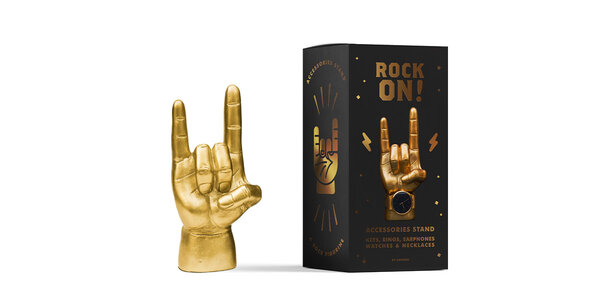 ROCK
ON!
ACCESSORIES STAND
KEYS, RINGS, EARPHONES
WATCHES & NECKLACES
ACCESSORIES STAND